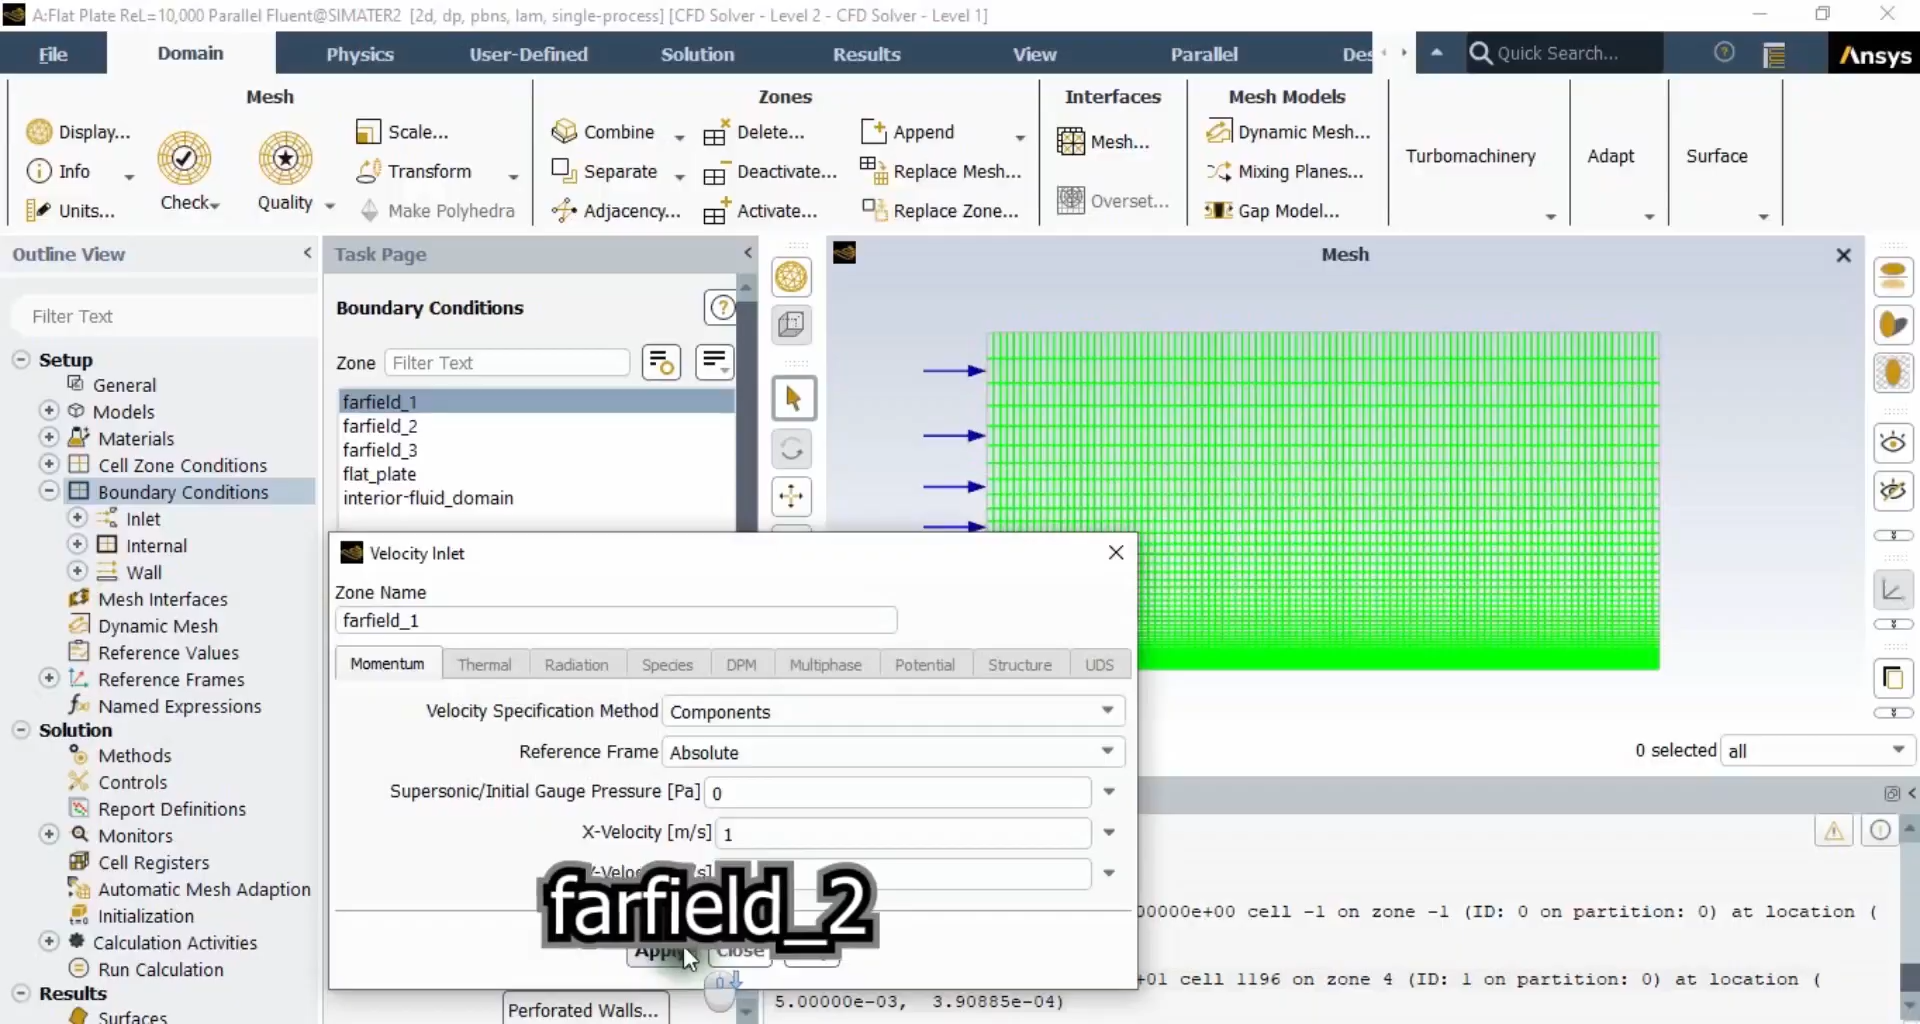 A:Flat Plate ReL=10,000 Parallel Fluent@SIMATER2 [2d, dp, pbns, lam, single-process] [CFD Solver - Level 2 - CFD Solver - Level 1]
File Domain Physics User-Defined Solution Results View Parallel Des Quick Search... Ansys
Mesh Zones Interfaces Mesh Models
Display... Scale... Combine Delete... Append Mesh... Dynamic Mesh...
Info Transform Separate Deactivate... Replace Mesh... Mixing Planes... Turbomachinery Adapt Surface
Check Quality
Units... Make Polyhedra Adjacency... Activate... Replace Zone... Overset... Gap Model...
Outline View
Filter Text
Setup
General
Models
Materials
Cell Zone Conditions
Boundary Conditions
Inlet
Internal
Wall
Mesh Interfaces
Dynamic Mesh
Reference Values
Reference Frames
Named Expressions
Solution
Methods
Controls
Report Definitions
Monitors
Cell Registers
Automatic Mesh Adaption
Initialization
Calculation Activities
Run Calculation
Results
Surfaces
Task Page
Boundary Conditions
Zone Filter Text
farfield_1
farfield_2
farfield_3
flat_plate
interior-fluid_domain
Velocity Inlet
Zone Name
farfield_1
Momentum Thermal Radiation Species DPM Multiphase Potential Structure UDS
Velocity Specification Method Components
Reference Frame Absolute
Supersonic/Initial Gauge Pressure [Pa] 0
X-Velocity [m/s] 1
farfield_2
Apply Close
Perforated Walls...
Mesh
0 selected all
00000e+00 cell -1 on zone -1 (ID: 0 on partition: 0) at location (
+01 cell 1196 on zone 4 (ID: 1 on partition: 0) at location (
5.00000e-03, 3.90885e-04)